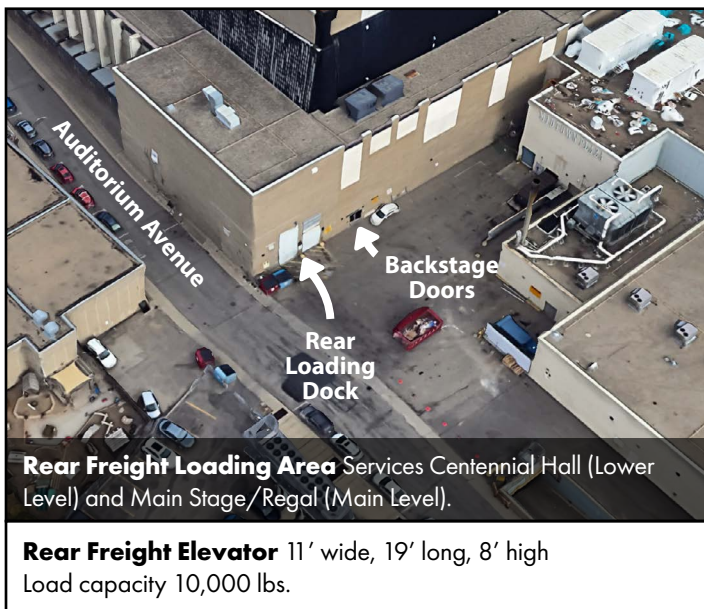 Auditorium Avenue
Backstage
Doors
Rear
Loading
Dock
Rear Freight Loading Area Services Centennial Hall (Lower
Level) and Main Stage/Regal (Main Level).
Rear Freight Elevator 11’ wide, 19’ long, 8’ high
Load capacity 10,000 lbs.